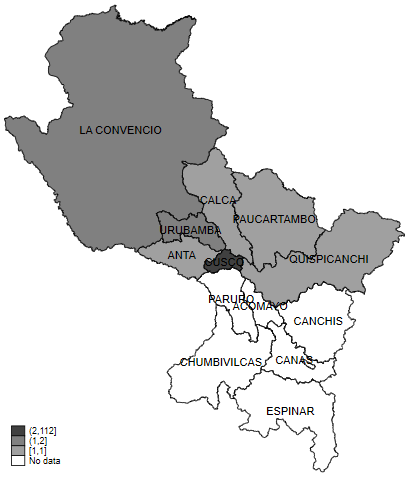 LA CONVENCIO
CALCA
PAUCARTAMBO
URUBAMBA
ANTA
CUSCO
QUISPICANCHI
PARURO
ACOMAYO
CANCHIS
CHUMBIVILCAS
CANAS
ESPINAR
(2,112]
(1,2]
[1,1]
No data